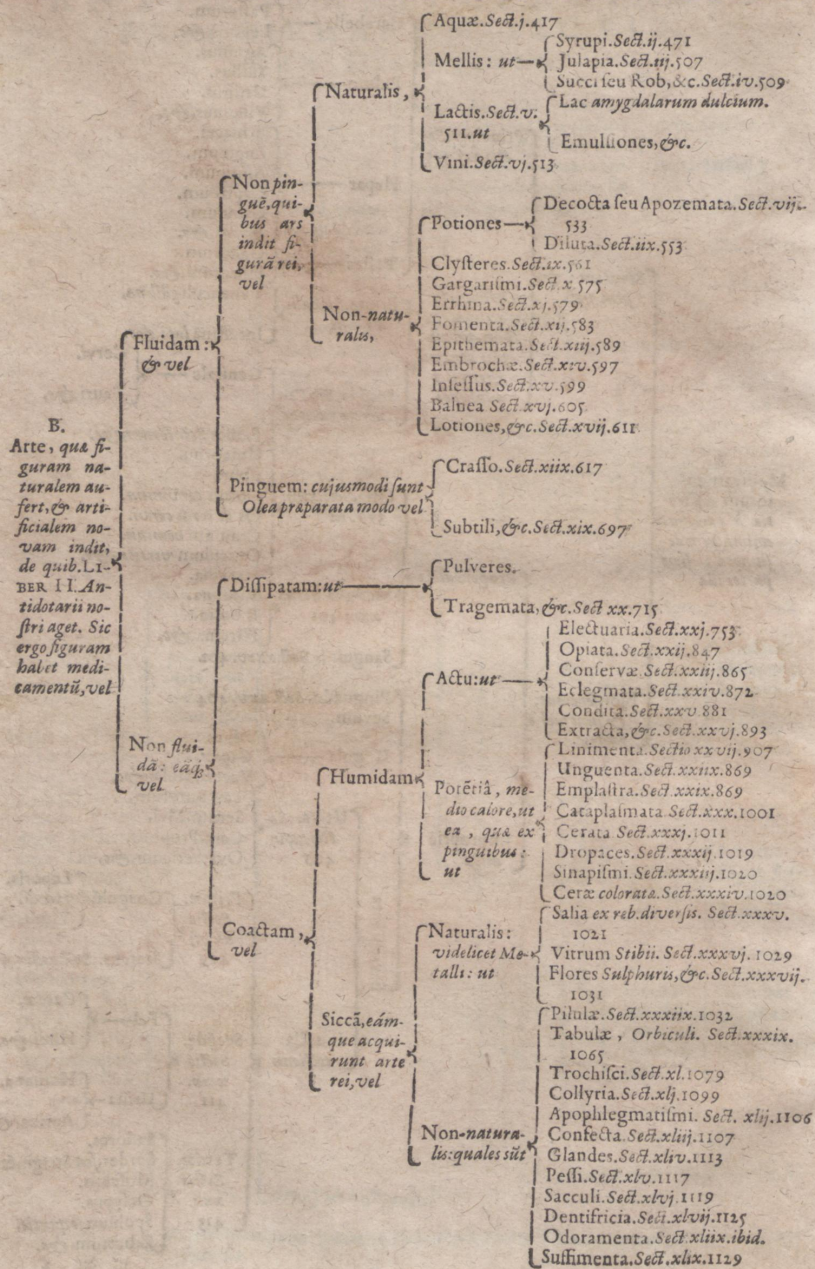 B.
Arte, quæ fi-
guram na-
turalem au-
fert, & arti-
ficialem no-
vam indit,
de quib. LI-
BER II. An-
tidotarii no-
ſtri aget. Sic
ergo figuram
habet medi-
camentũ, vel
Fluidam:
& vel
Non pin-
guē, qui-
bus ars
indit fi-
gurā rei,
vel
Naturalis,
Aquæ. Sect. j. 417
Mellis: ut
Syrupi. Sect. ij. 471
Julapia. Sect. iij. 507
Succi ſeu Rob, &c. Sect. iv. 509
Lactis. Sect. v.
511. ut
Lac amygdalarum dulcium.
Emulſiones, &c.
Vini. Sect. vj. 513
Non-natu-
ralis,
Potiones
Decocta ſeu Apozemata. Sect. vij.
533
Diluta. Sect. iix. 553
Clyſteres. Sect. ix. 561
Gargariſmi. Sect. x. 575
Errhina. Sect. xj. 579
Fomenta. Sect. xij. 583
Epithemata. Sect. xiij. 589
Embrochæ. Sect. xiv. 597
Inſeſſus. Sect. xv. 599
Balnea Sect. xvj. 605
Lotiones, &c. Sect. xvij. 611
Pinguem: cujusmodi ſunt
Olea præparata modo vel
Craſſo. Sect. xiix. 617
Subtili, &c. Sect. xix. 697
Non flui-
dā: eáq;
vel
Diſſipatam: ut
Pulveres.
Tragemata, &c. Sect xx. 715
Coactam,
vel
Humidam
Actu: ut
Electuaria. Sect. xxj. 753
Opiata. Sect. xxij. 847
Conſervæ. Sect. xxiij. 865
Eclegmata. Sect. xxiv. 872
Condita. Sect. xxv. 881
Extracta, &c. Sect. xxvj. 893
Potētiâ, me-
dio calore, ut
ea, quæ ex
pinguibus:
ut
Linimenta. Sectio xxvij. 907
Unguenta. Sect. xxiix. 869
Emplaſtra. Sect. xxix. 869
Cataplaſmata Sect. xxx. 1001
Cerata Sect. xxxj. 1011
Dropaces. Sect. xxxij. 1019
Sinapiſmi. Sect. xxxiij. 1020
Ceræ coloratæ. Sect. xxxiv. 1020
Siccā, eám-
que acqui-
runt arte
rei, vel
Naturalis:
videlicet Me-
talli: ut
Salia ex reb. diverſis. Sect. xxxv.
1021
Vitrum Stibii. Sect. xxxvj. 1029
Flores Sulphuris, &c. Sect. xxxvij.
1031
Non-natura-
lis: quales sũt
Pilulæ. Sect. xxxiix. 1032
Tabulæ, Orbiculi. Sect. xxxix.
1065
Trochiſci. Sect. xl. 1079
Collyria. Sect. xlj. 1099
Apophlegmatiſmi. Sect. xlij. 1106
Confecta. Sect. xliij. 1107
Glandes. Sect. xliv. 1113
Peſſi. Sect. xlv. 1117
Sacculi. Sect. xlvj. 1119
Dentifricia. Sect. xlvij. 1125
Odoramenta. Sect. xliix. ibid.
Suffimenta. Sect. xlix. 1129